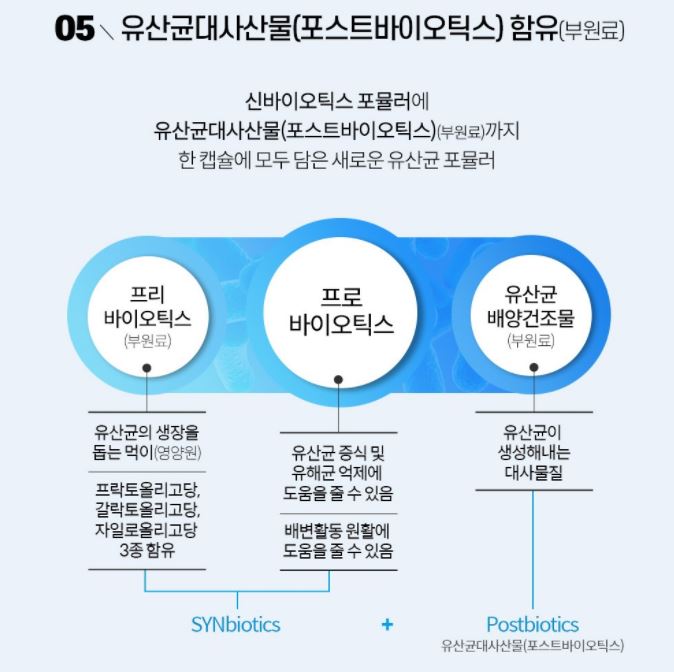 05 \ 유산균대사산물(포스트바이오틱스) 함유(부원료)
신바이오틱스 포뮬러에
유산균대사산물(포스트바이오틱스)(부원료)까지
한 캡슐에 모두 담은 새로운 유산균 포뮬러
프리
바이오틱스
(부원료)
프로
바이오틱스
유산균
배양건조물
(부원료)
유산균의 생장을
돕는 먹이(영양원)
프락토올리고당,
갈락토올리고당,
자일로올리고당
3종 함유
유산균 증식 및
유해균 억제에
도움을 줄 수 있음
배변활동 원활에
도움을 줄 수 있음
유산균이
생성해내는
대사물질
SYNbiotics
+
Postbiotics
유산균대사산물(포스트바이오틱스)